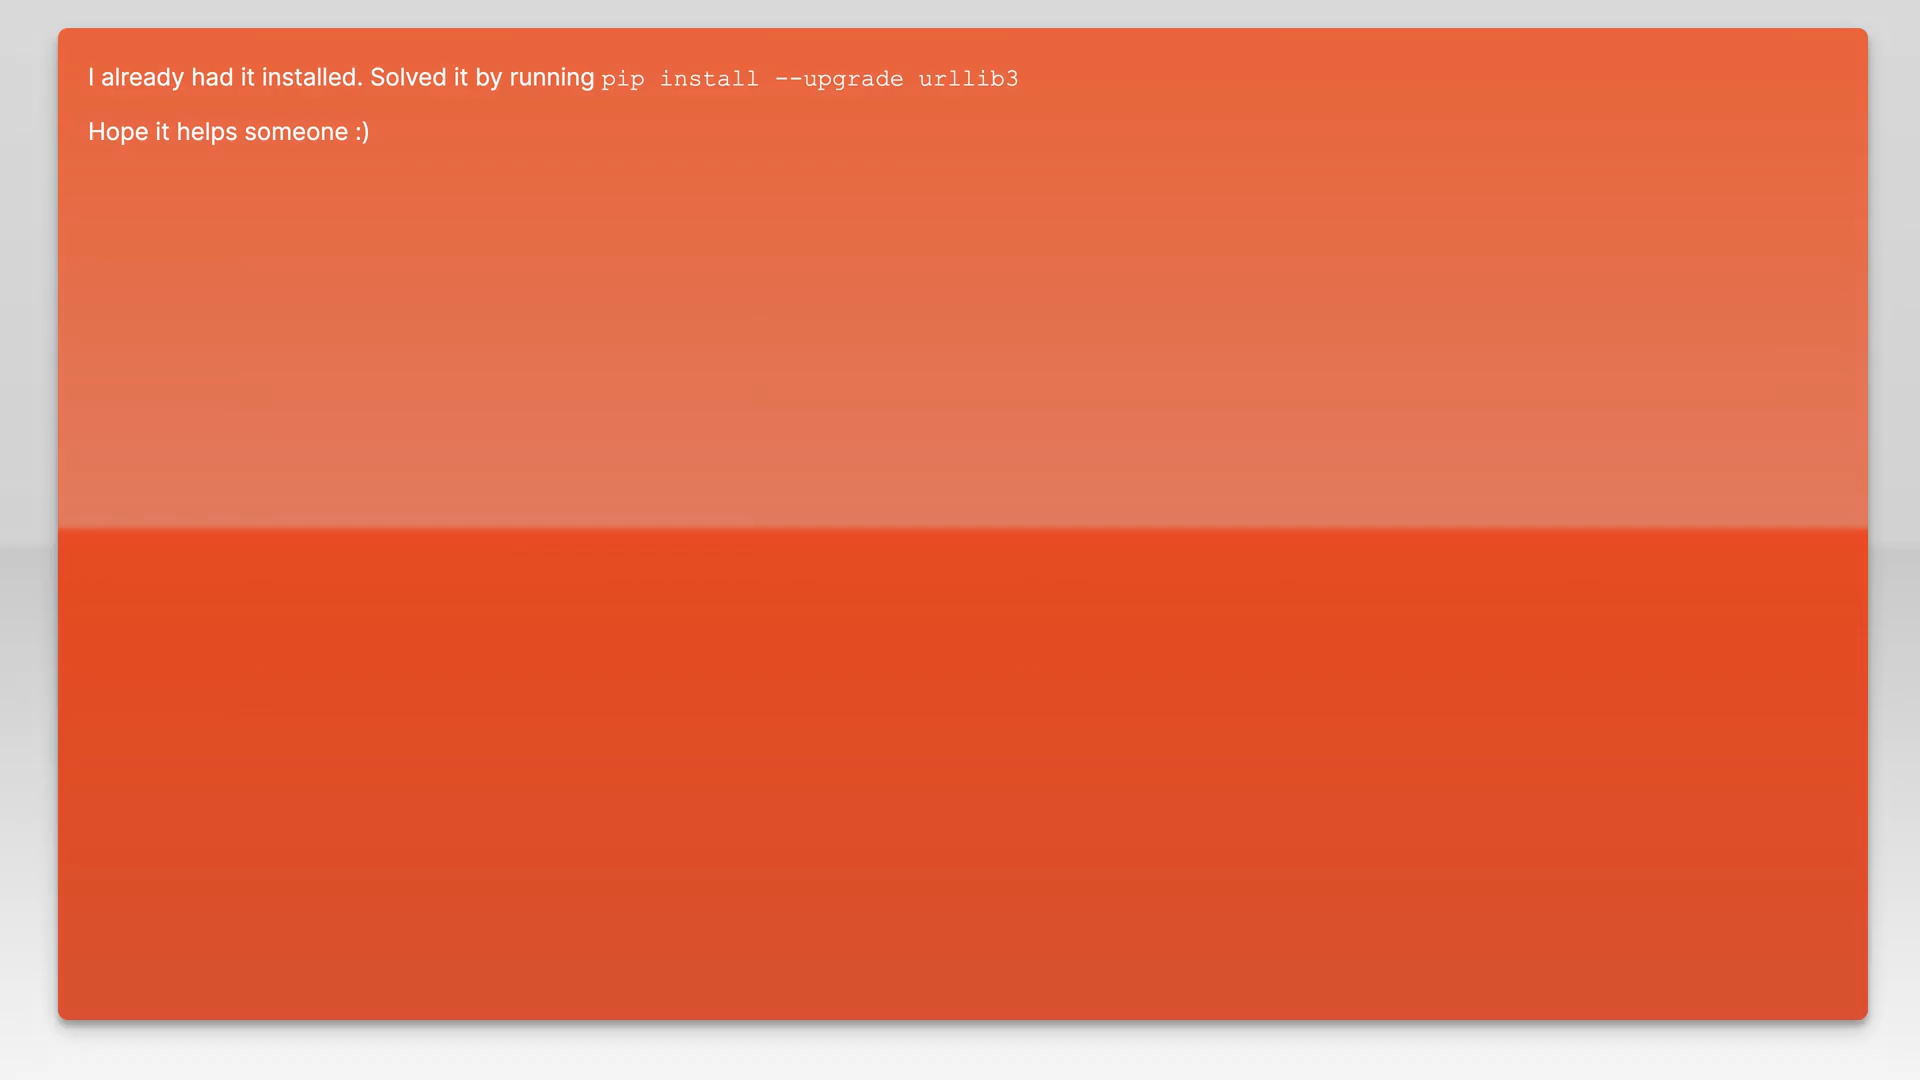 I already had it installed. Solved it by running pip install --upgrade urllib3
Hope it helps someone :)